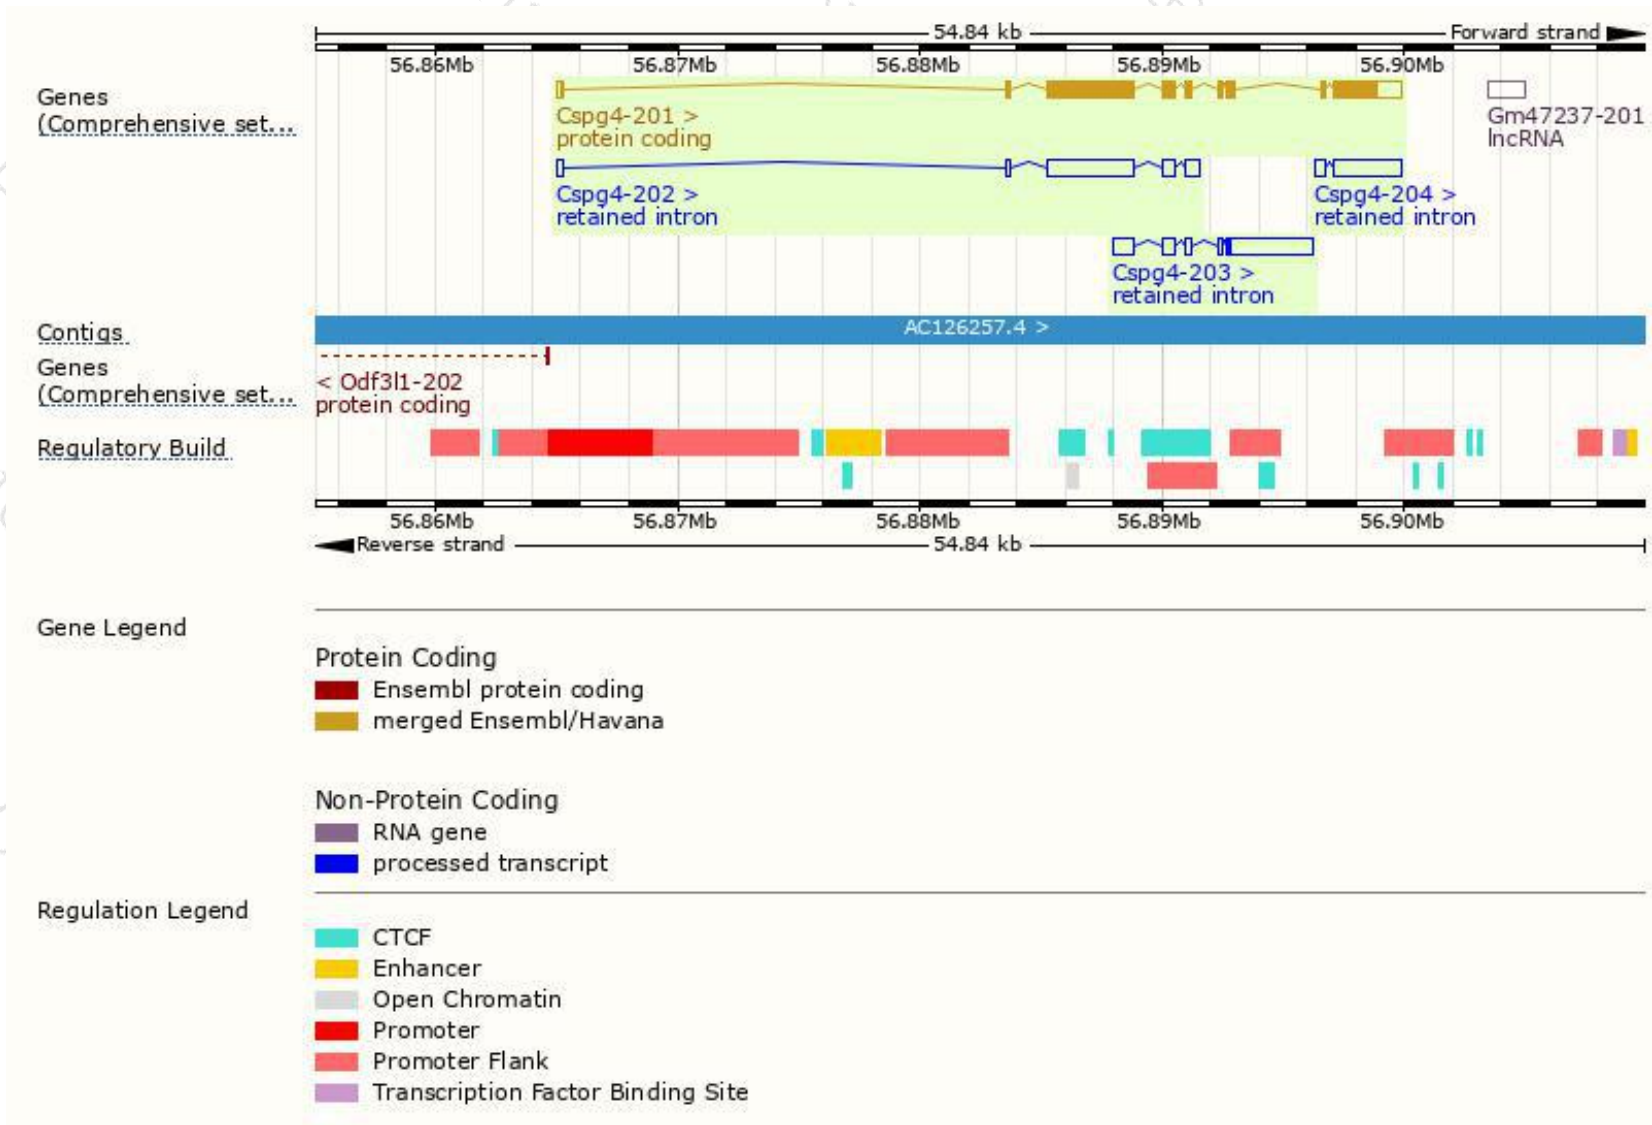 54.84 kb
Forward strand
56.86Mb 56.87Mb 56.88Mb 56.89Mb 56.90Mb
Genes
(Comprehensive set...
Cspg4-201 >
protein coding
Gm47237-201
lncRNA
Cspg4-202 >
retained intron
Cspg4-204 >
retained intron
Cspg4-203 >
retained intron
Contigs
AC126257.4 >
Genes
(Comprehensive set...
< Odf3l1-202
protein coding
Regulatory Build
56.86Mb 56.87Mb 56.88Mb 56.89Mb 56.90Mb
Reverse strand
54.84 kb
Gene Legend
Protein Coding
Ensembl protein coding
merged Ensembl/Havana
Non-Protein Coding
RNA gene
processed transcript
Regulation Legend
CTCF
Enhancer
Open Chromatin
Promoter
Promoter Flank
Transcription Factor Binding Site